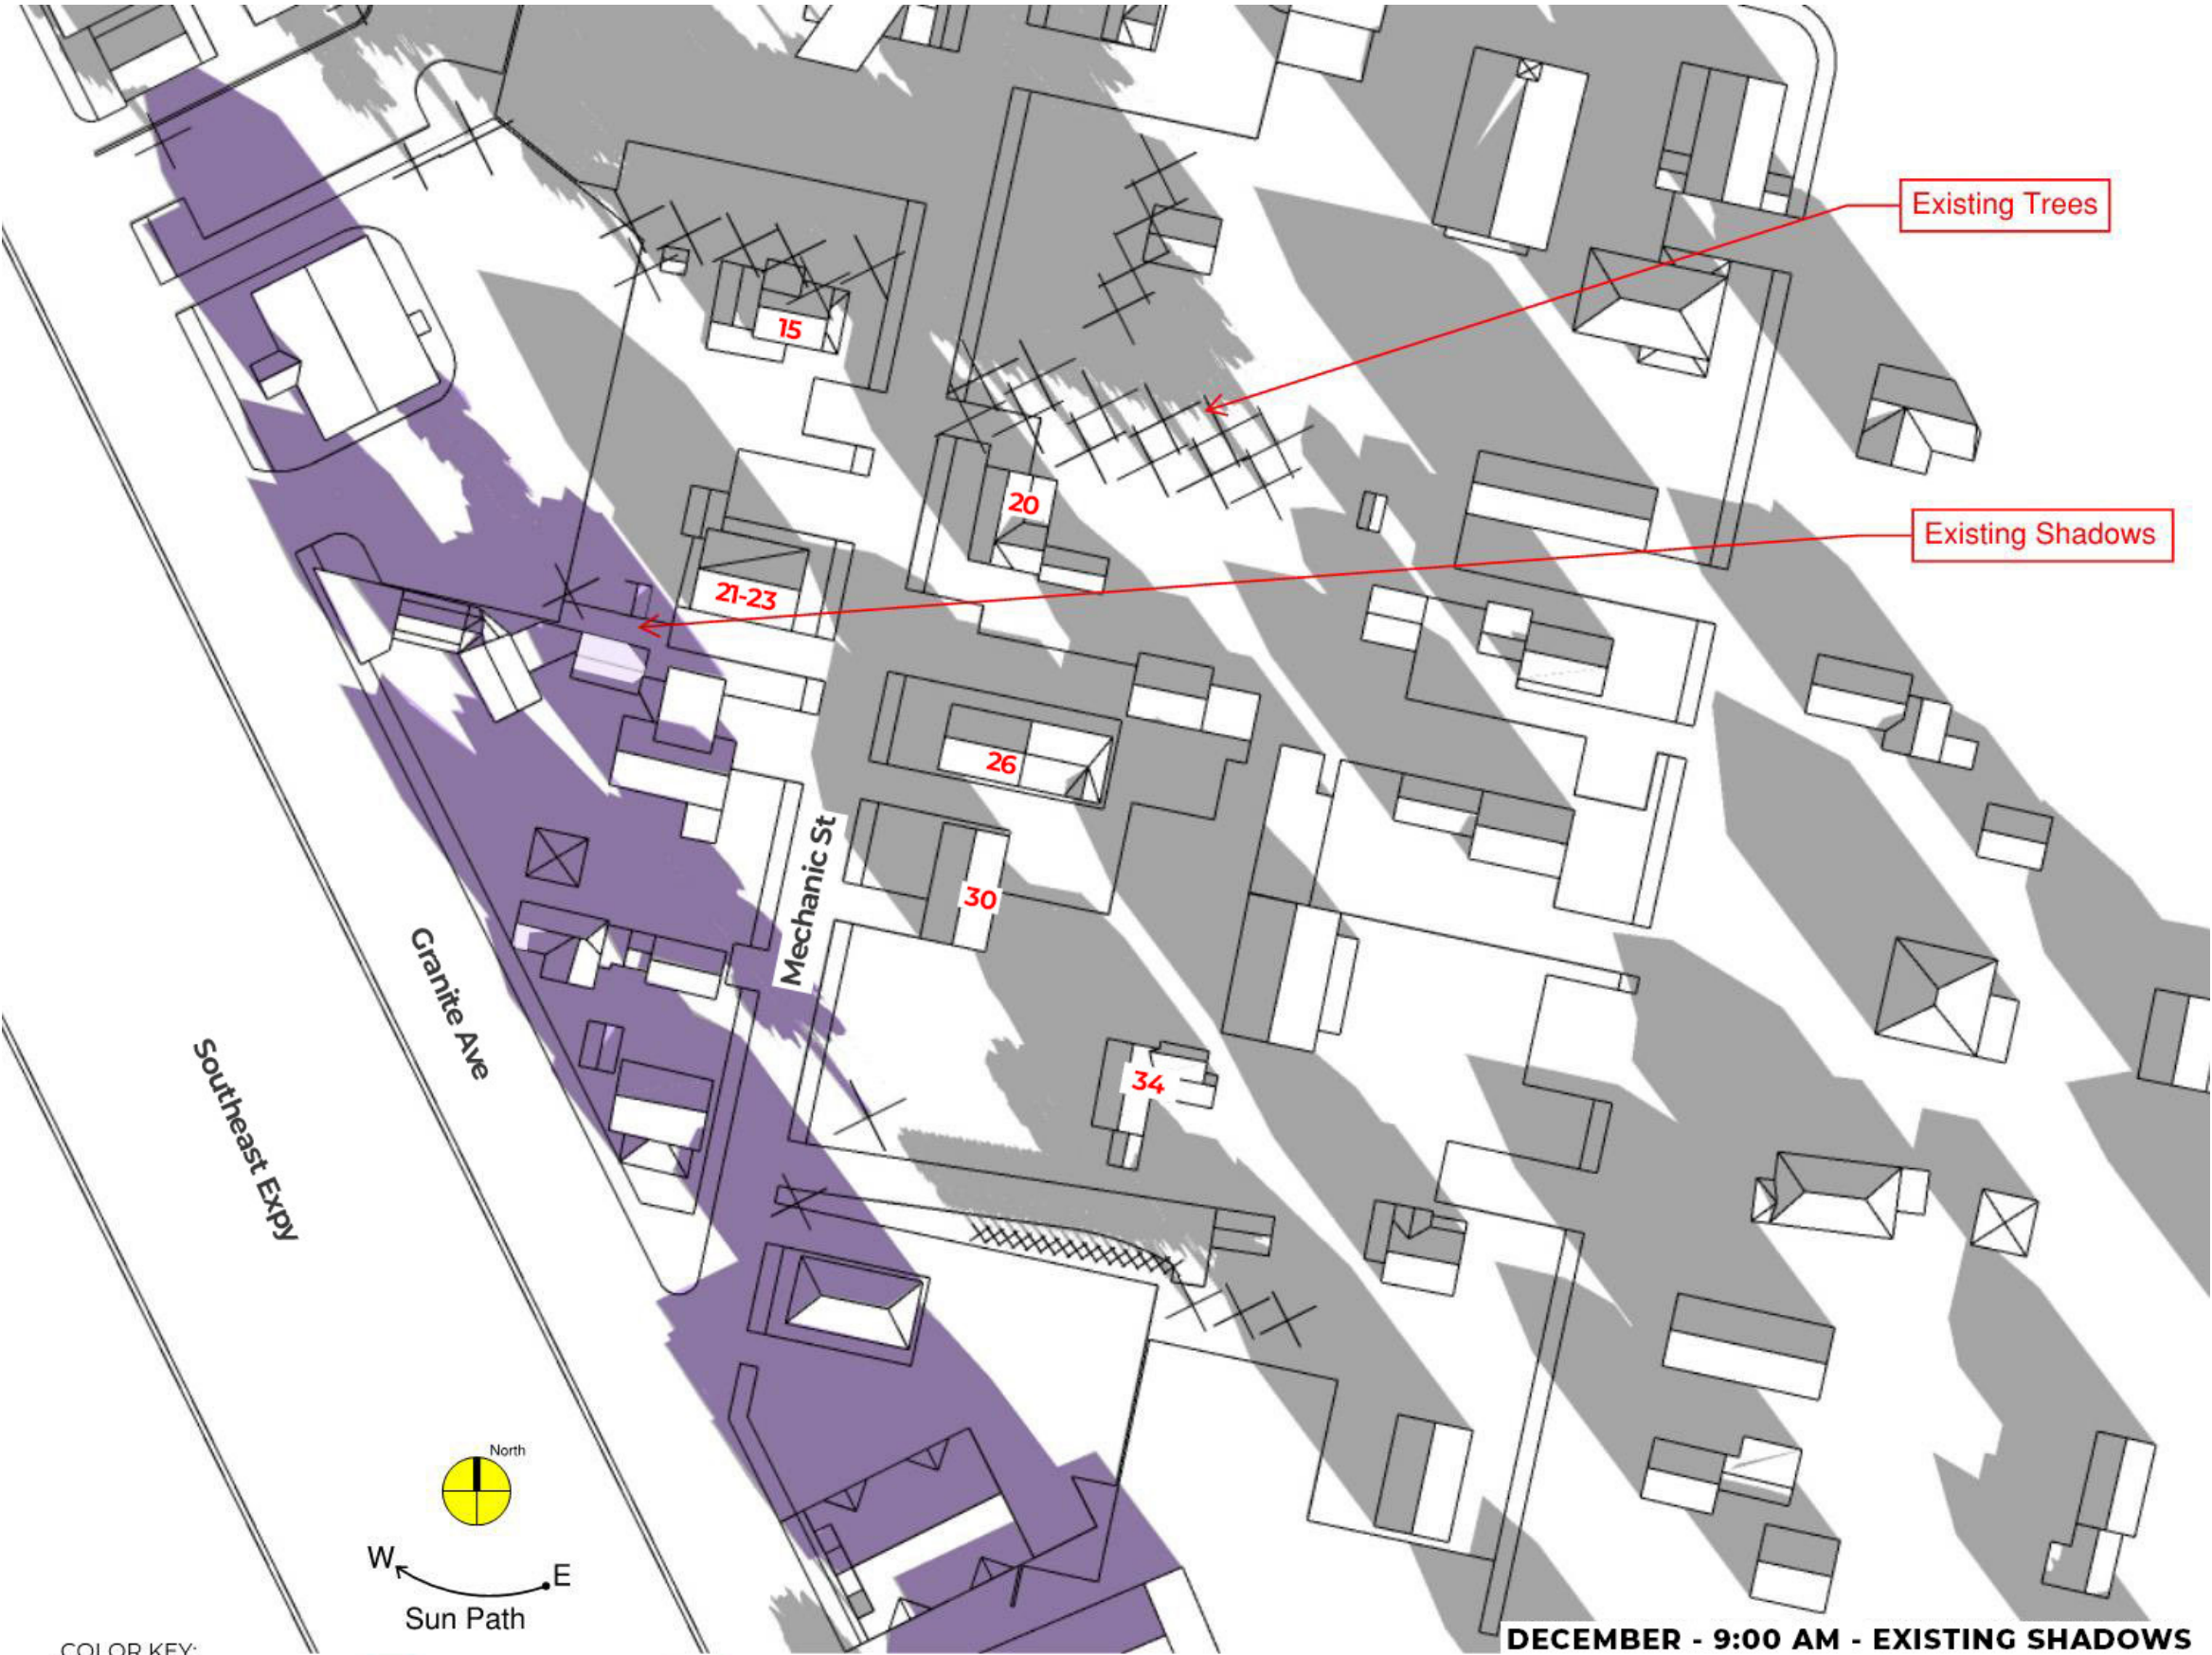 Existing Trees
15
20
Existing Shadows
21-23
26
30
Mechanic St
34
Granite Ave
Southeast Expy
North
W
E
Sun Path
DECEMBER - 9:00 AM - EXISTING SHADOWS
COLOR KEY: